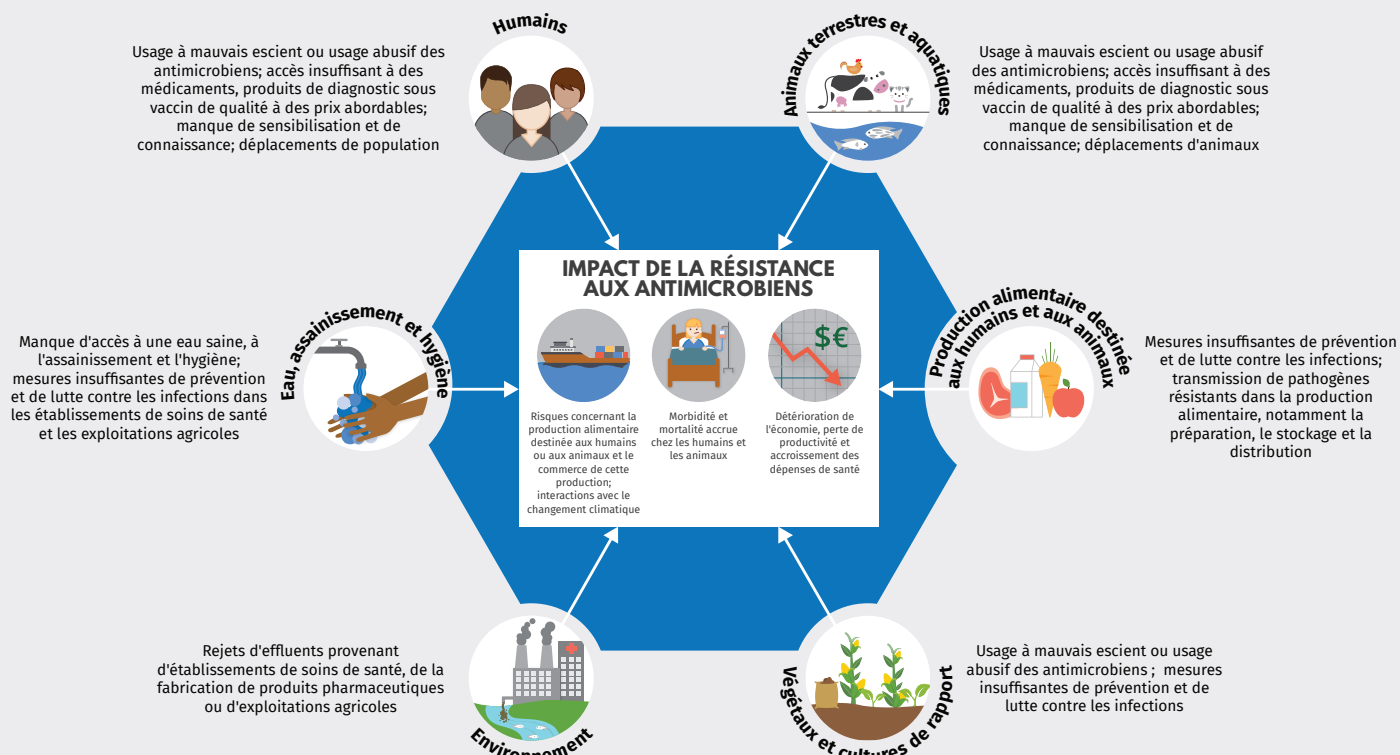 Humains
Usage à mauvais escient ou usage abusif des
antimicrobiens; accès insuffisant à des
médicaments, produits de diagnostic sous
vaccin de qualité à des prix abordables;
manque de sensibilisation et de
connaissance; déplacements de population
Animaux terrestres et aquatiques
Usage à mauvais escient ou usage abusif
des antimicrobiens; accès insuffisant à des
médicaments, produits de diagnostic sous
vaccin de qualité à des prix abordables;
manque de sensibilisation et de
connaissance; déplacements d'animaux
Eau, assainissement et hygiène
Manque d'accès à une eau saine, à
l'assainissement et l'hygiène;
mesures insuffisantes de prévention
et de lutte contre les infections dans
les établissements de soins de santé
et les exploitations agricoles
IMPACT DE LA RÉSISTANCE
AUX ANTIMICROBIENS
$€
Risques concernant la
production alimentaire
destinée aux humains
ou aux animaux et le
commerce de cette
production;
interactions avec le
changement climatique
Morbidité et
mortalité accrue
chez les humains et
les animaux
Détérioration de
l'économie, perte de
productivité et
accroissement des
dépenses de santé
Production alimentaire destinée
aux humains et aux animaux
Mesures insuffisantes de prévention
et de lutte contre les infections;
transmission de pathogènes
résistants dans la production
alimentaire, notamment la
préparation, le stockage et la
distribution
Rejets d'effluents provenant
d'établissements de soins de santé, de la
fabrication de produits pharmaceutiques
ou d'exploitations agricoles
Environnement
Végétaux et cultures de rapport
Usage à mauvais escient ou usage
abusif des antimicrobiens ; mesures
insuffisantes de prévention et de
lutte contre les infections